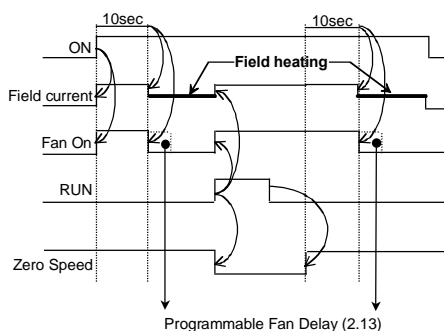 10sec 10sec
ON
Field heating
Field current
Fan On
RUN
Zero Speed
Programmable Fan Delay (2.13)